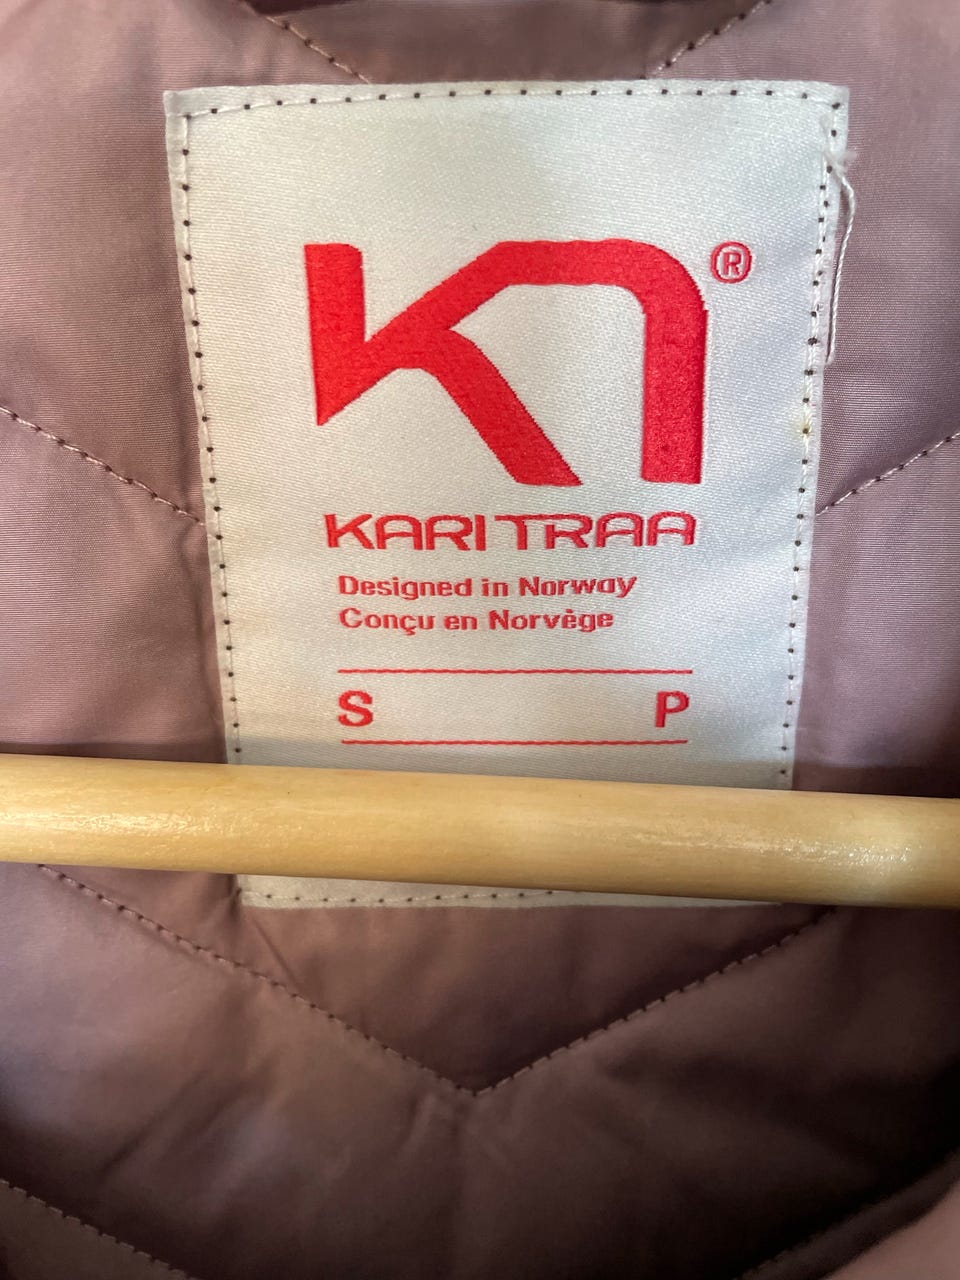 ®
KARI TRAA
Designed in Norway
Conçu en Norvège
S P